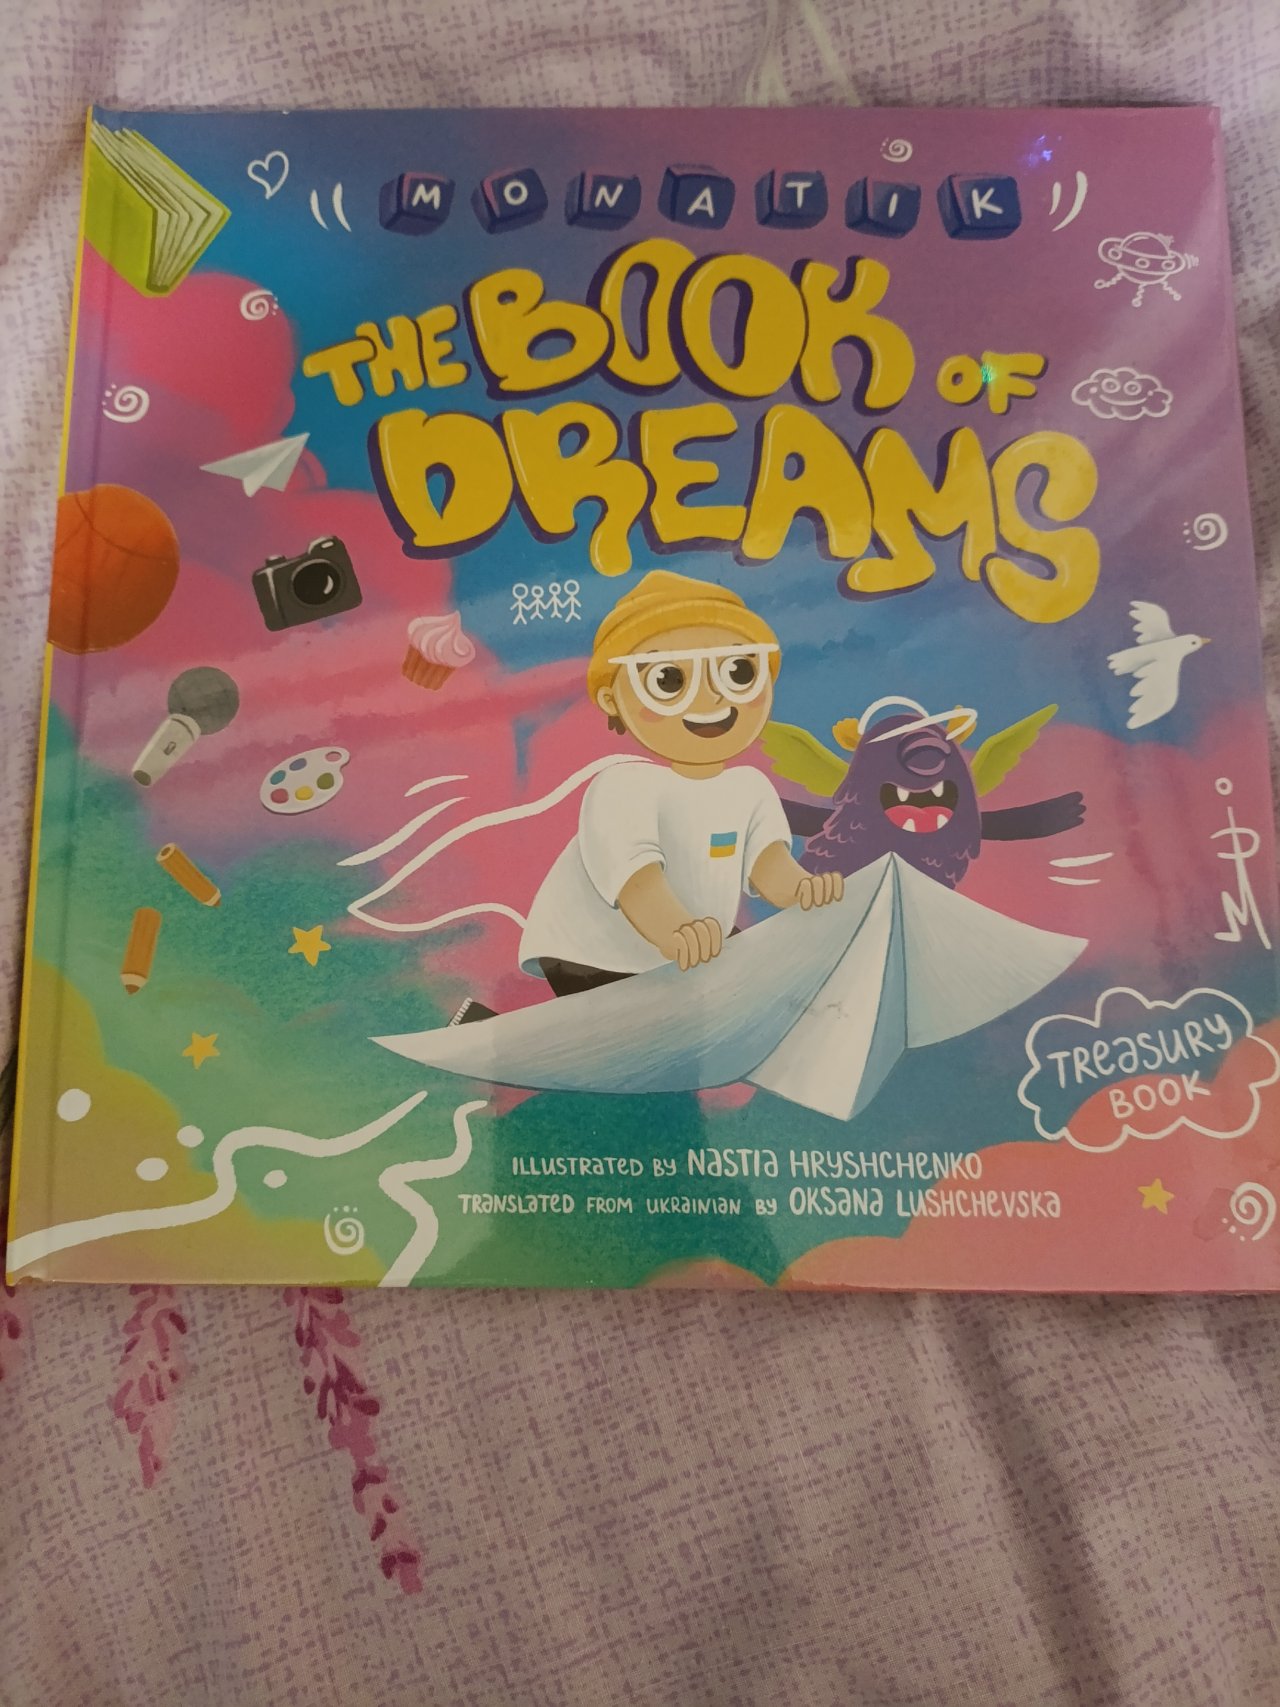 MONATIK
THE BOOK OF
DREAMS
TREASURY
BOOK
ILLUSTRATED BY NASTIA HRYSHCHENKO
TRANSLATED FROM UKRAINIAN BY OKSANA LUSHCHEVSKA